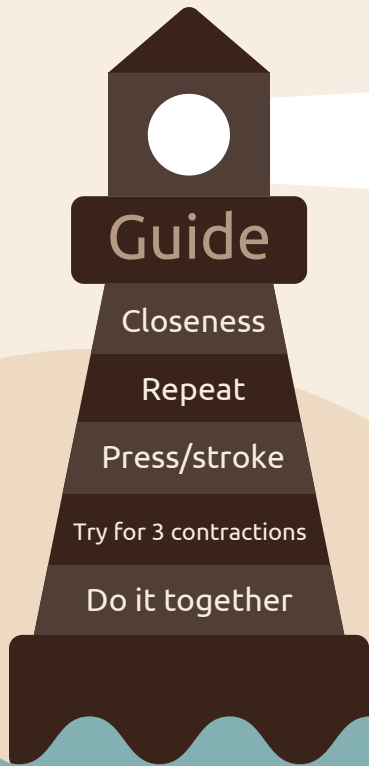 Guide
Closeness
Repeat
Press/stroke
Try for 3 contractions
Do it together